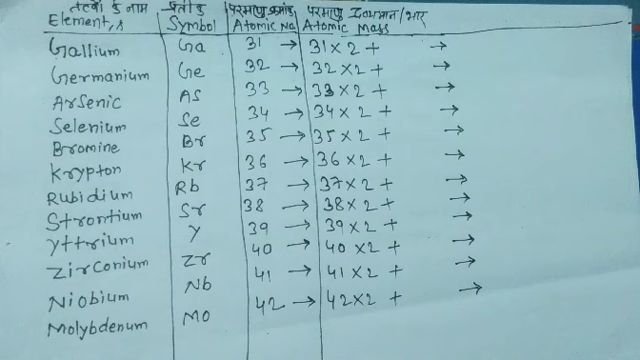 तत्वों के नाम प्रतीक परमाणु क्रमांक परमाणु द्रव्यमान/भार
Element,s Symbol Atomic No Atomic Mass
Gallium Ga 31 → 31×2+ →
Germanium Ge 32 → 32×2+ →
Arsenic As 33 → 33×2+ →
Selenium Se 34 → 34×2+ →
Bromine Br 35 → 35×2+ →
Krypton Kr 36 → 36×2+ →
Rubidium Rb 37 → 37×2+ →
Strontium Sr 38 → 38×2+ →
Yttrium Y 39 → 39×2+ →
Zirconium Zr 40 → 40×2+ →
Niobium Nb 41 → 41×2+ →
Molybdenum Mo 42 → 42×2+ →